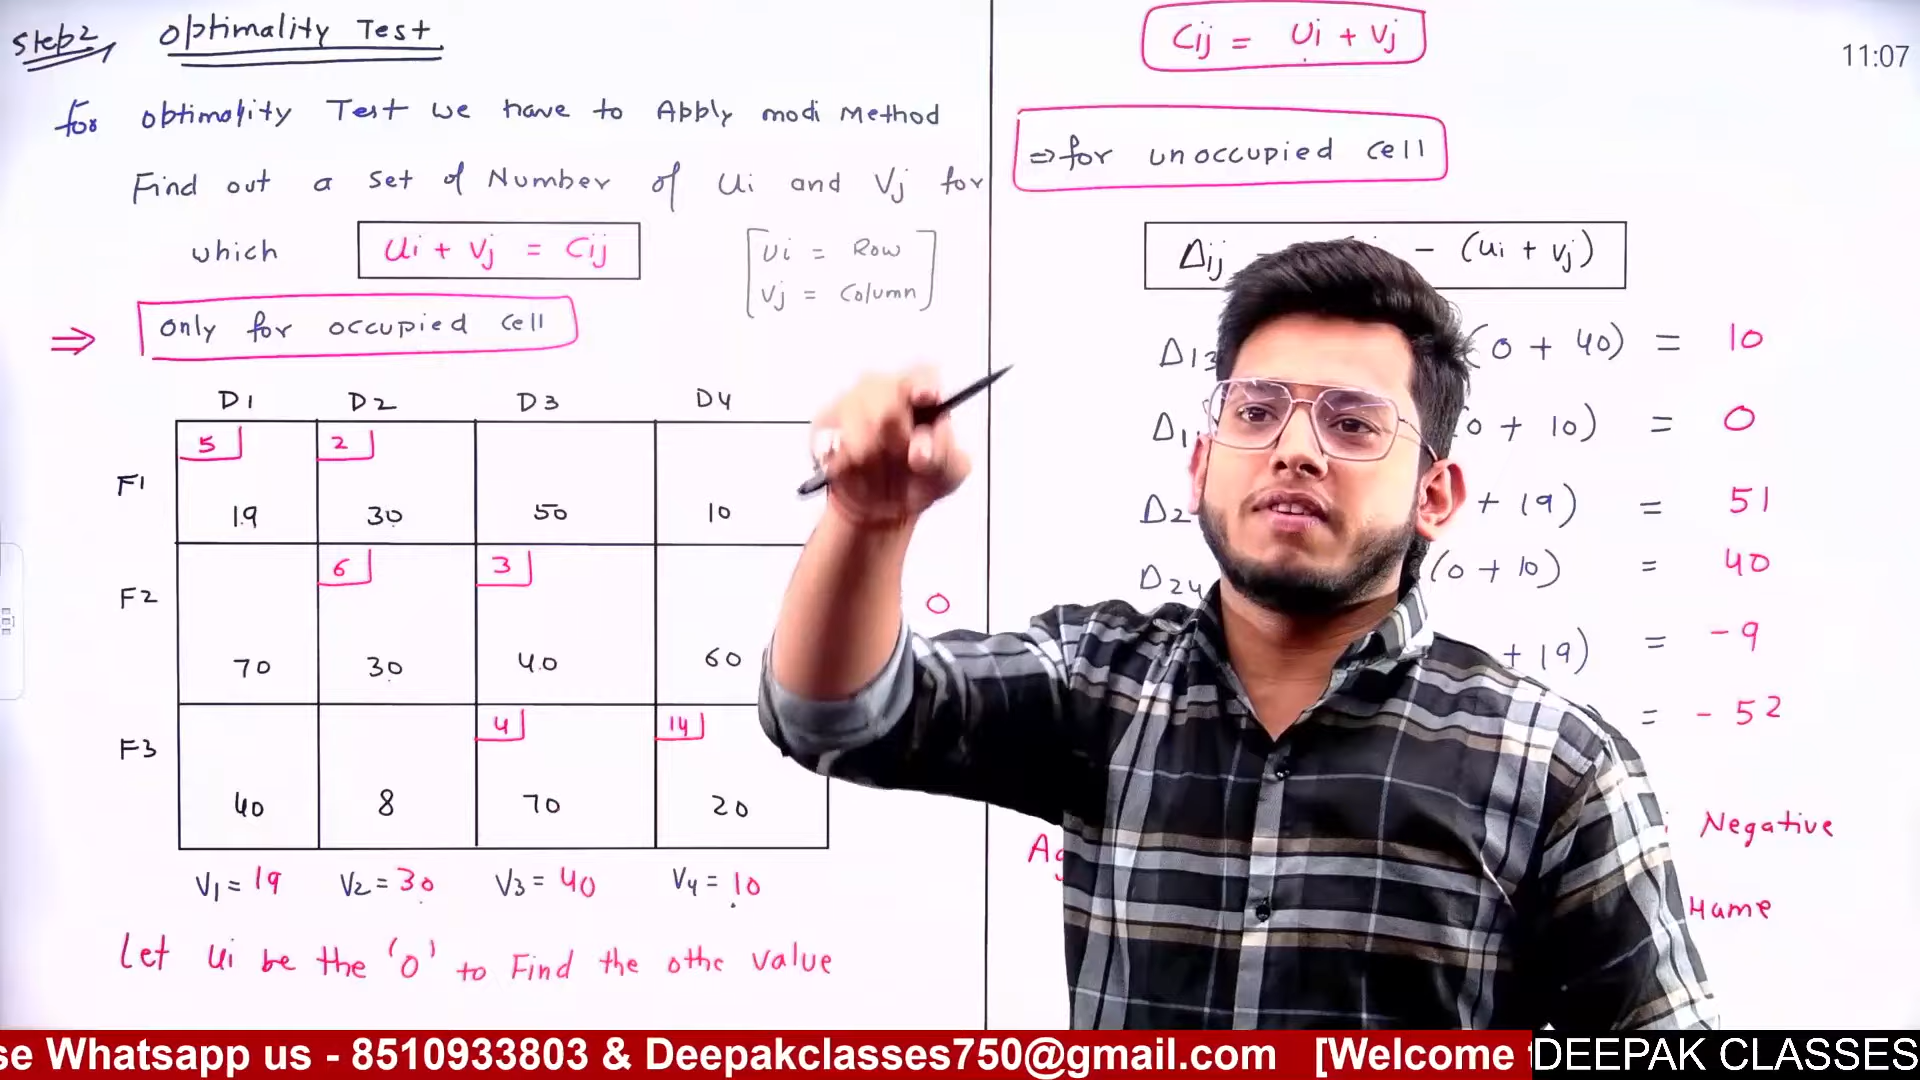 Step2 Optimality Test
For optimality Test we have to Apply modi Method
Find out a set of Number of Ui and Vj for
which Ui + Vj = Cij
Ui = Row
Vj = Column
⇒ only for occupied cell
D1 D2 D3 D4
5 2
F1 19 30 50 10
6 3
F2 0
70 30 40 60
4 14
F3
40 8 70 20
V1 = 19 V2 = 30 V3 = 40 V4 = 10
Let Ui be the '0' to Find the othe value
Cij = Ui + Vj
11:07
⇒ for unoccupied cell
Δij - (Ui + Vj)
Δ13 (0 + 40) = 10
0 + 10) = 0
+ 19) = 51
Δ24 (0 + 10) = 40
+ 19) = -9
= -52
Negative
Hame
se Whatsapp us - 8510933803 & Deepakclasses750@gmail.com [Welcome
DEEPAK CLASSES